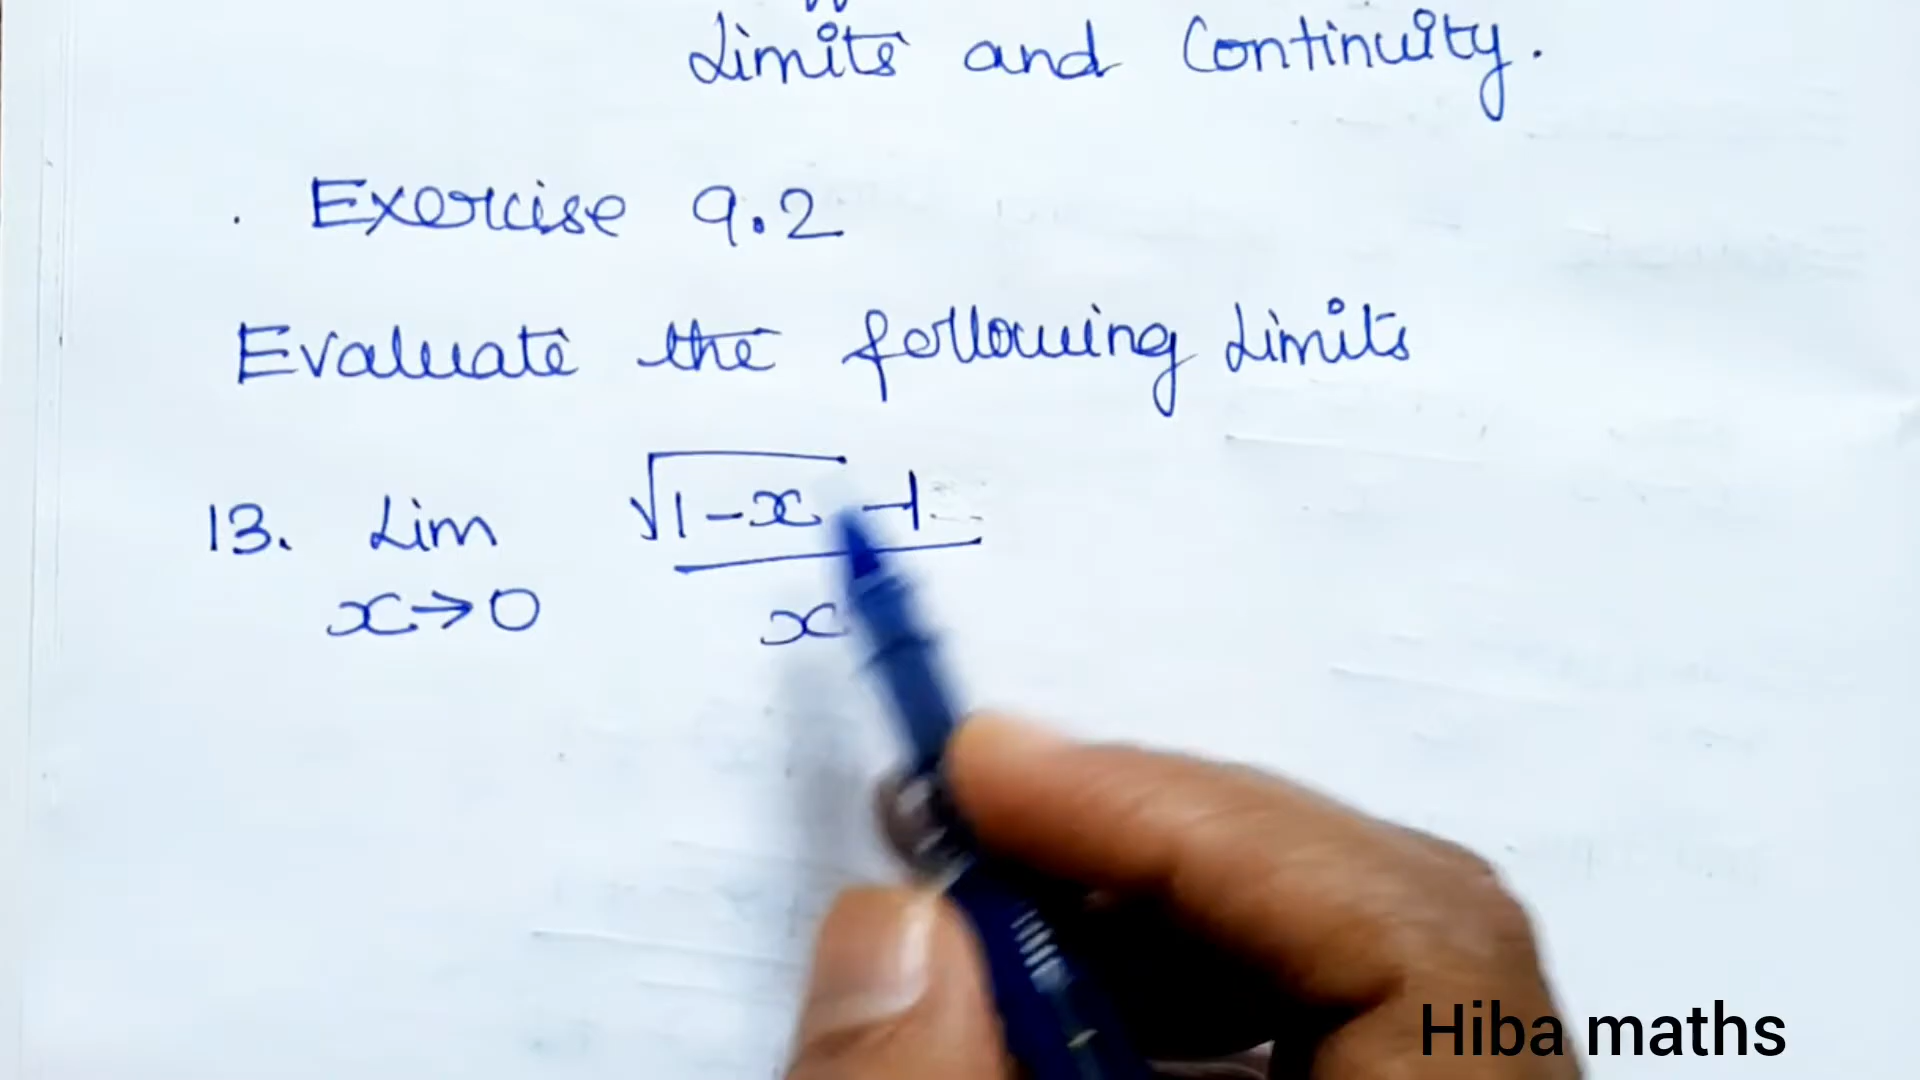 Limits and Continuity.
. Exercise 9.2
Evaluate the following Limits
13. Lim x→0 √(1-x) -1 / x
Hiba maths